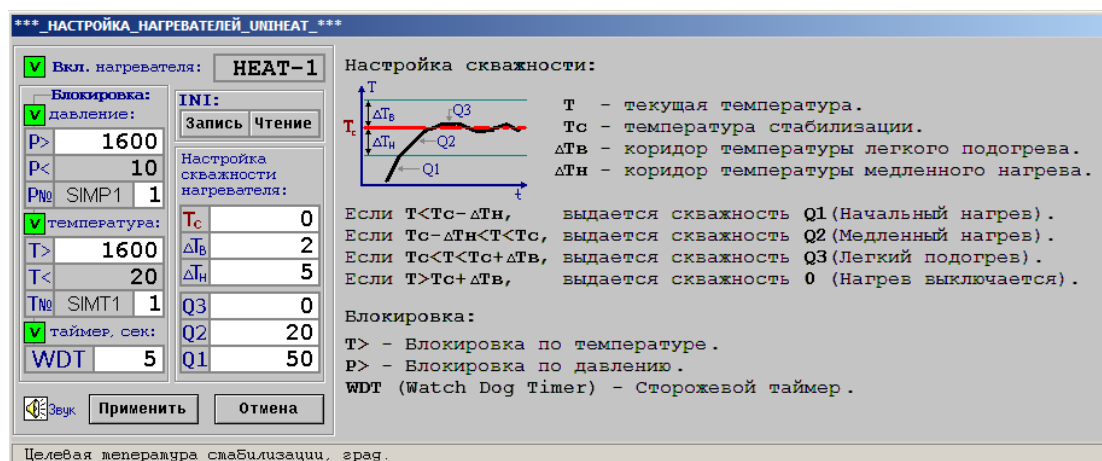 ***_НАСТРОЙКА_НАГРЕВАТЕЛЕЙ_UNIHEAT_***
V Вкл. нагревателя: HEAT-1
Блокировка:
V давление:
P> 1600
P< 10
P№ SIMP1 1
V температура:
T> 1600
T< 20
T№ SIMT1 1
V таймер, сек:
WDT 5
INI:
Запись Чтение
Настройка
скважности
нагревателя:
Tc 0
ΔTв 2
ΔTн 5
Q3 0
Q2 20
Q1 50
Звук Применить Отмена
Настройка скважности:
T
ΔTв Q3
Tc
ΔTн Q2
Q1
t
T – текущая температура.
Tc – температура стабилизации.
ΔTв – коридор температуры легкого подогрева.
ΔTн – коридор температуры медленного нагрева.
Если T<Tc-ΔTн, выдается скважность Q1(Начальный нагрев).
Если Tc-ΔTн<T<Tc, выдается скважность Q2(Медленный нагрев).
Если Tc<T<Tc+ΔTв, выдается скважность Q3(Легкий подогрев).
Если T>Tc+ΔTв, выдается скважность 0 (Нагрев выключается).
Блокировка:
T> – Блокировка по температуре.
P> – Блокировка по давлению.
WDT (Watch Dog Timer) – Сторожевой таймер.
Целевая тепература стабилизации, град.